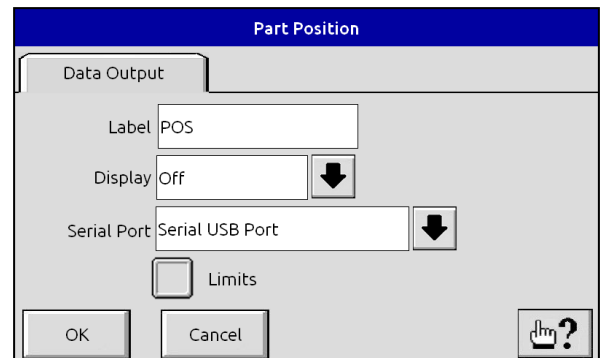 Part Position
Data Output
Label POS
Display Off
Serial Port Serial USB Port
Limits
OK Cancel ?